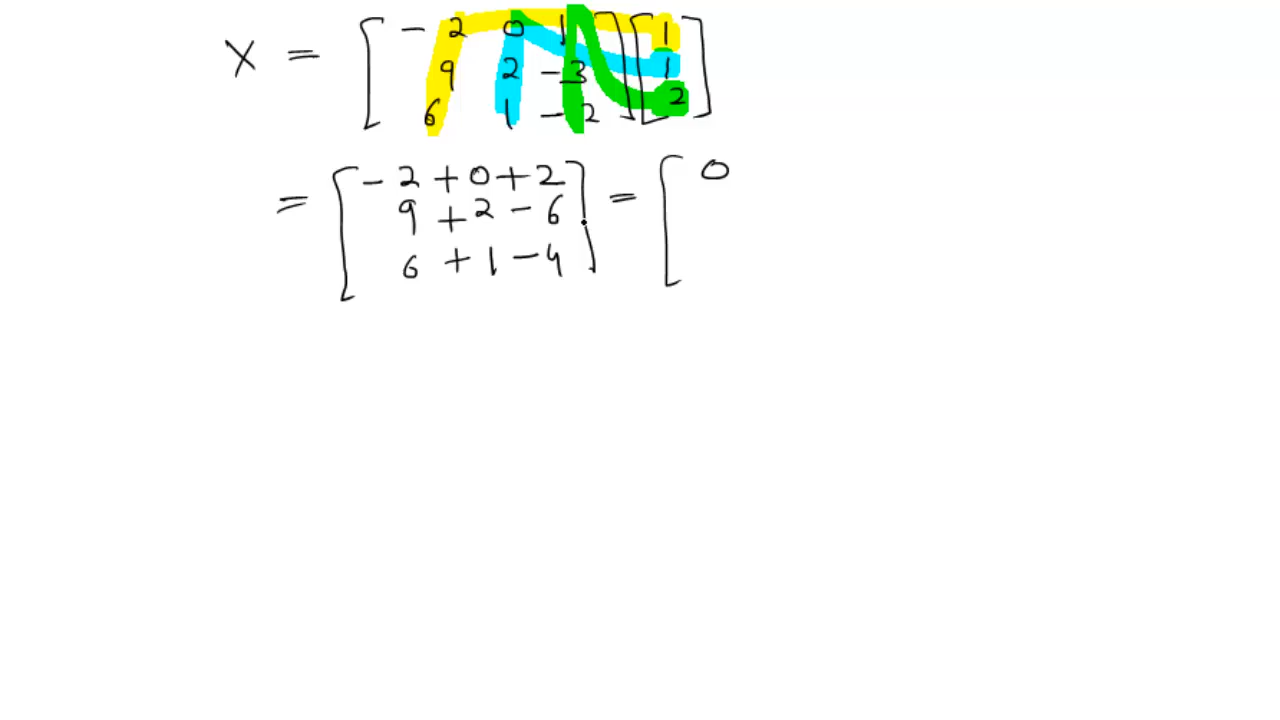 X = [ - 2 0 1 ] [ 1 ]
9 2 - 3 1
6 1 - 2 2
= [ - 2 + 0 + 2 ] = [ 0
9 + 2 - 6
6 + 1 - 4